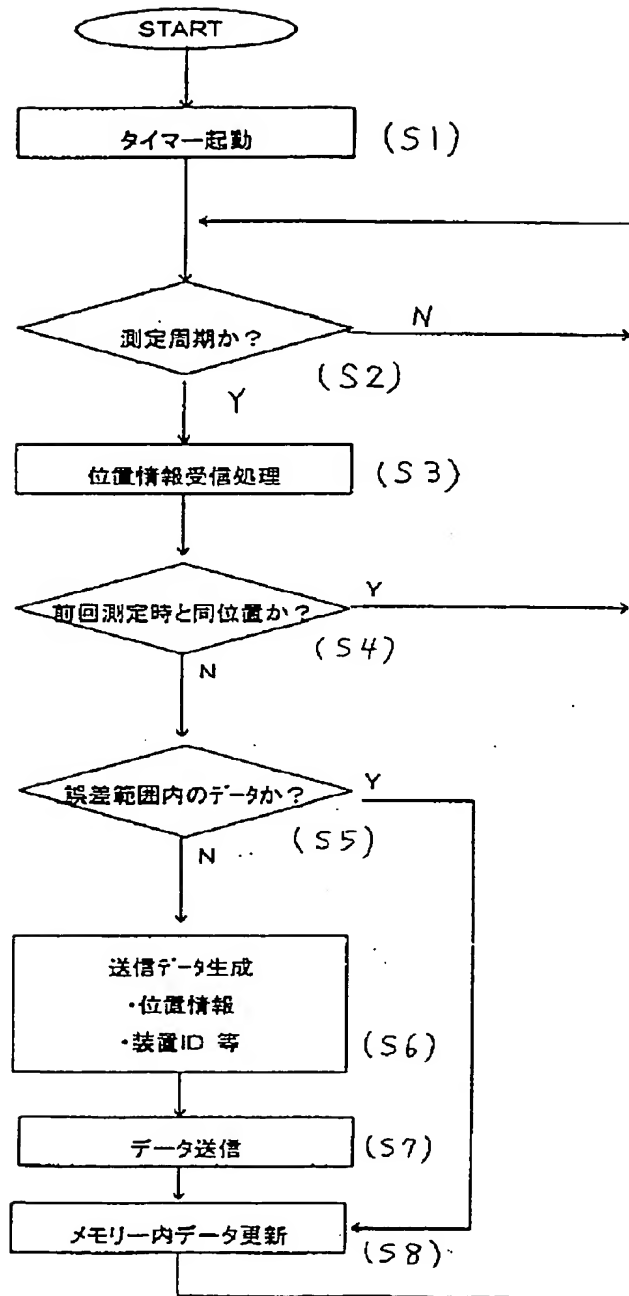 START
タイマー起動
(S1)
測定周期か?
N
(S2)
Y
位置情報受信処理
(S3)
前回測定時と同位置か?
Y
(S4)
N
誤差範囲内のデータか?
Y
(S5)
N
送信データ生成
・位置情報
・装置ID 等
(S6)
データ送信
(S7)
メモリー内データ更新
(S8)